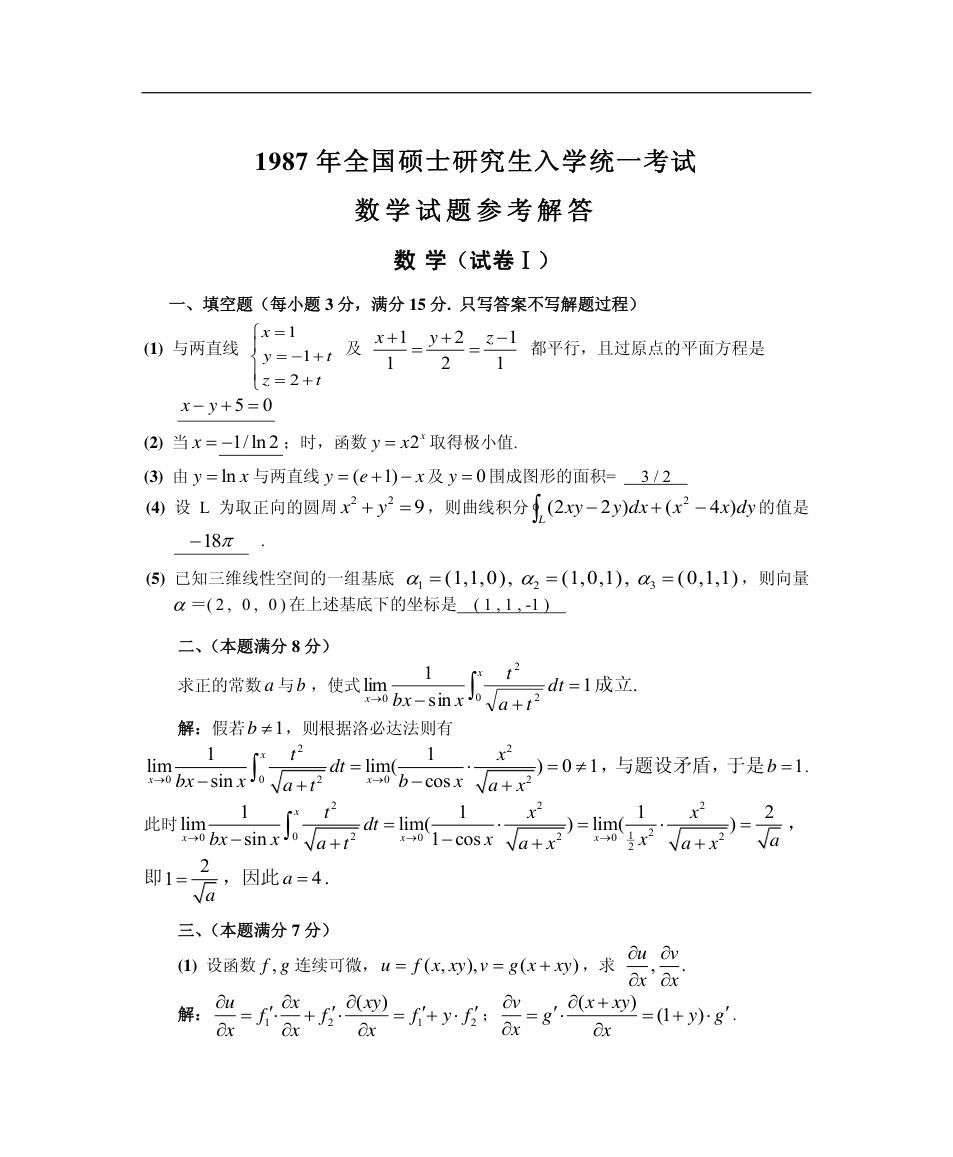 1987 年全国硕士研究生入学统一考试
数 学 试 题 参 考 解 答
数 学（试卷Ⅰ）
一、填空题（每小题 3 分，满分 15 分. 只写答案不写解题过程）
(1) 与两直线 { x = 1, y = −1 + t, z = 2 + t 及 (x+1)/1 = (y+2)/2 = (z−1)/1 都平行，且过原点的平面方程是
x − y + 5 = 0
(2) 当 x = −1/ ln 2 ；时，函数 y = x2^x 取得极小值.
(3) 由 y = ln x 与两直线 y = (e +1) − x 及 y = 0 围成图形的面积= 3 / 2
(4) 设 L 为取正向的圆周 x² + y² = 9，则曲线积分 ∮_L (2xy − 2y)dx + (x² − 4x)dy 的值是
−18π .
(5) 已知三维线性空间的一组基底 α₁ = (1,1,0), α₂ = (1,0,1), α₃ = (0,1,1)，则向量
α ＝( 2 , 0 , 0 ) 在上述基底下的坐标是 ( 1 , 1 , -1 )
二、（本题满分 8 分）
求正的常数 a 与 b ，使式 lim_{x→0} 1/(bx − sin x) ∫_0^x t²/√(a + t²) dt = 1 成立.
解：假若 b ≠ 1，则根据洛必达法则有
lim_{x→0} 1/(bx − sin x) ∫_0^x t²/√(a + t²) dt = lim_{x→0} ( 1/(b − cos x) · x²/√(a + x²) ) = 0 ≠ 1，与题设矛盾，于是 b = 1.
此时 lim_{x→0} 1/(bx − sin x) ∫_0^x t²/√(a + t²) dt = lim_{x→0} ( 1/(1 − cos x) · x²/√(a + x²) ) = lim_{x→0} ( 1/(½x²) · x²/√(a + x²) ) = 2/√a ，
即 1 = 2/√a ，因此 a = 4 .
三、（本题满分 7 分）
(1) 设函数 f , g 连续可微，u = f (x, xy), v = g(x + xy) ，求 ∂u/∂x , ∂v/∂x .
解： ∂u/∂x = f₁′· ∂x/∂x + f₂′· ∂(xy)/∂x = f₁′ + y · f₂′ ；∂v/∂x = g′· ∂(x + xy)/∂x = (1 + y) · g′ .